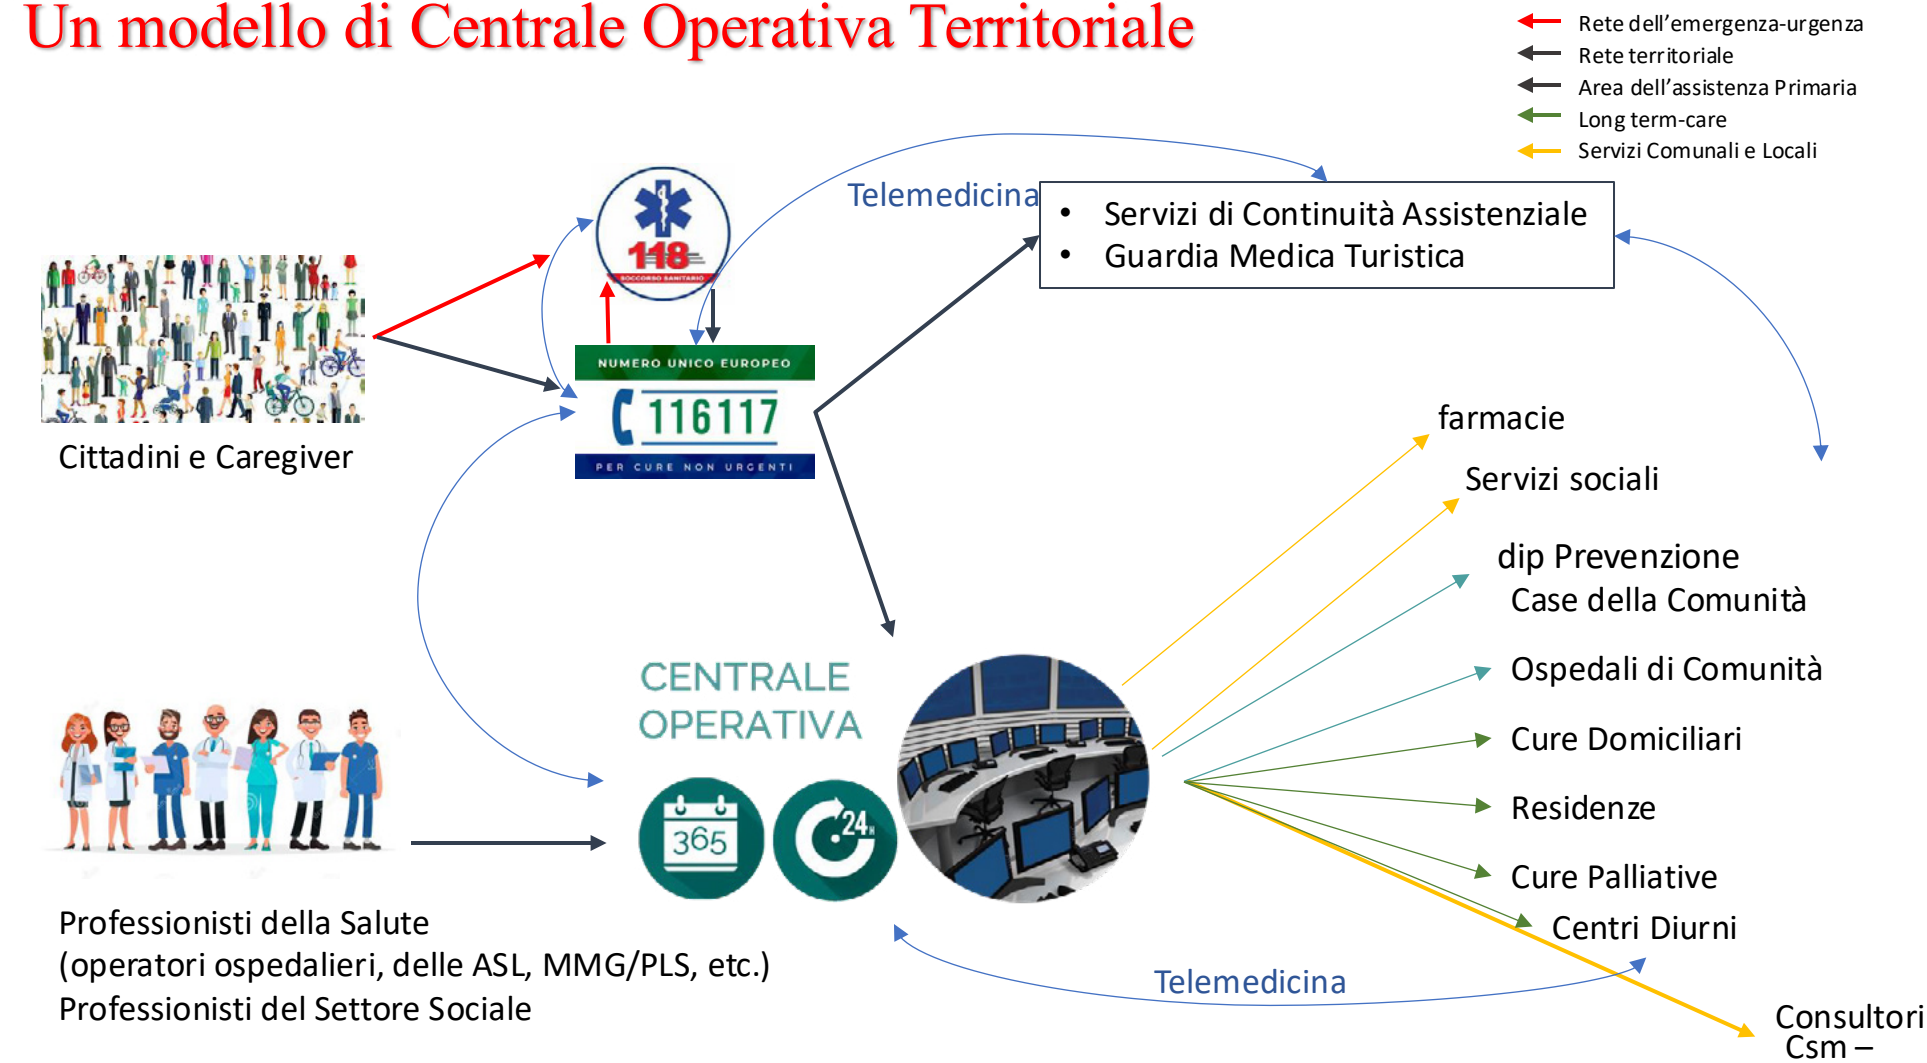 Un modello di Centrale Operativa Territoriale
Rete dell’emergenza-urgenza
Rete territoriale
Area dell’assistenza Primaria
Long term-care
Servizi Comunali e Locali
Telemedicina
• Servizi di Continuità Assistenziale
• Guardia Medica Turistica
118
SOCCORSO SANITARIO
NUMERO UNICO EUROPEO
116117
PER CURE NON URGENTI
Cittadini e Caregiver
farmacie
Servizi sociali
dip Prevenzione
Case della Comunità
Ospedali di Comunità
Cure Domiciliari
Residenze
Cure Palliative
Centri Diurni
Consultori
Csm –
CENTRALE
OPERATIVA
365
24H
Professionisti della Salute
(operatori ospedalieri, delle ASL, MMG/PLS, etc.)
Professionisti del Settore Sociale
Telemedicina